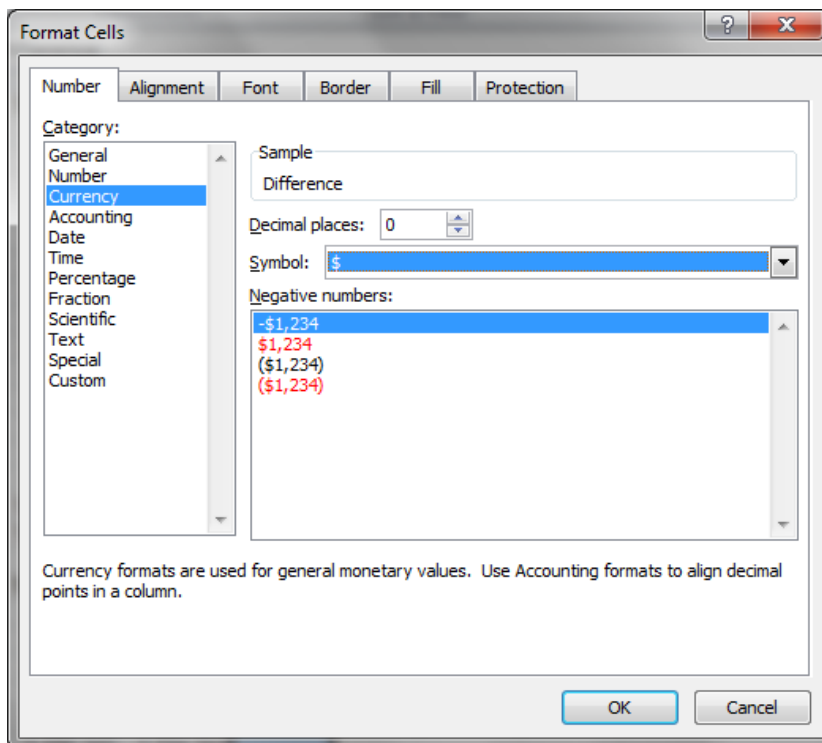 Format Cells
?
X
Number Alignment Font Border Fill Protection
Category:
General
Number
Currency
Accounting
Date
Time
Percentage
Fraction
Scientific
Text
Special
Custom
Sample
Difference
Decimal places: 0
Symbol: $
Negative numbers:
-$1,234
$1,234
($1,234)
($1,234)
Currency formats are used for general monetary values. Use Accounting formats to align decimal
points in a column.
OK Cancel